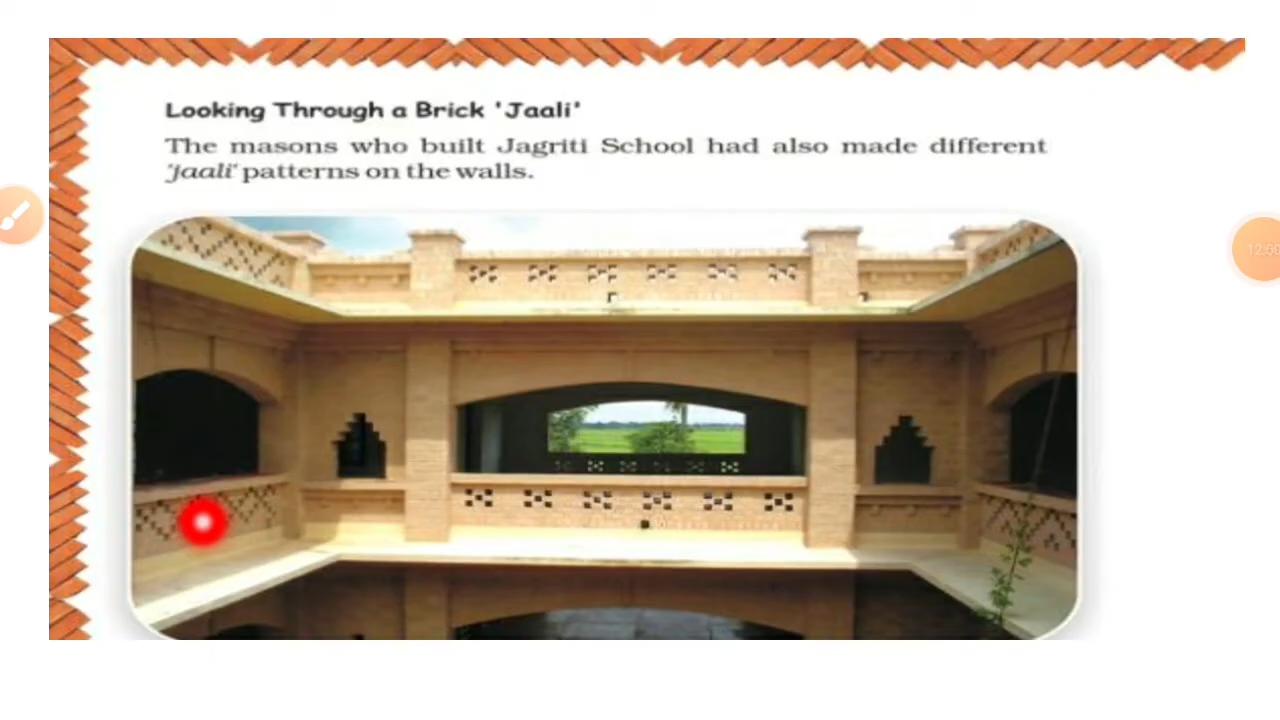 Looking Through a Brick 'Jaali'
The masons who built Jagriti School had also made different
'jaali' patterns on the walls.